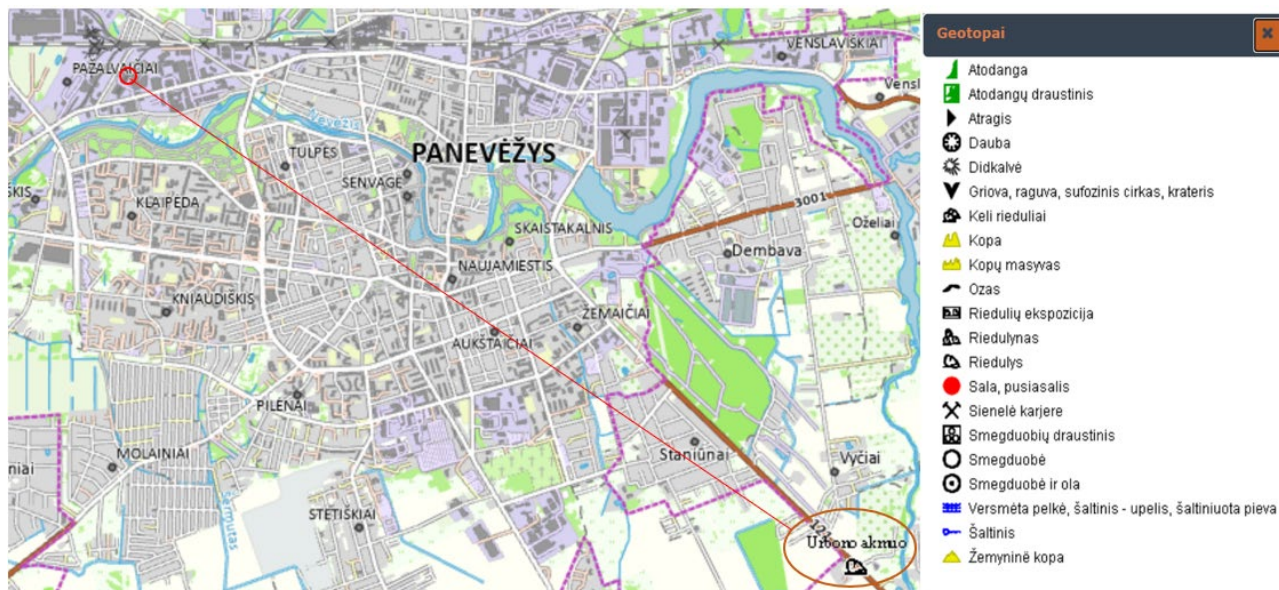 VENSLAVIŠKIAI
PAŽALVAIČIAI
Vensl
Nevėžis
TULPĖS
PANEVĖŽYS
SENVAGĖ
ŠKIS
KLAIPĖDA
3001
Oželiai
SKAISTAKALNIS
Dembava
NAUJAMIESTIS
KNIAUDIŠKIS
ŽEMAIČIAI
AUKŠTAIČIAI
PILĖNAI
Staniūnai
MOLAINIAI
niai
Vyčiai
Šermutas
STETIŠKIAI
Urbono akmuo
Geotopai
Atodanga
Atodangų draustinis
Atragis
Dauba
Didkalvė
Griova, raguva, sufozinis cirkas, krateris
Keli rieduliai
Kopa
Kopų masyvas
Ozas
Riedulių ekspozicija
Riedulynas
Riedulys
Sala, pusiasalis
Sienelė karjere
Smegduobių draustinis
Smegduobė
Smegduobė ir ola
Versmėta pelkė, šaltinis - upelis, šaltiniuota pieva
Šaltinis
Žemyninė kopa